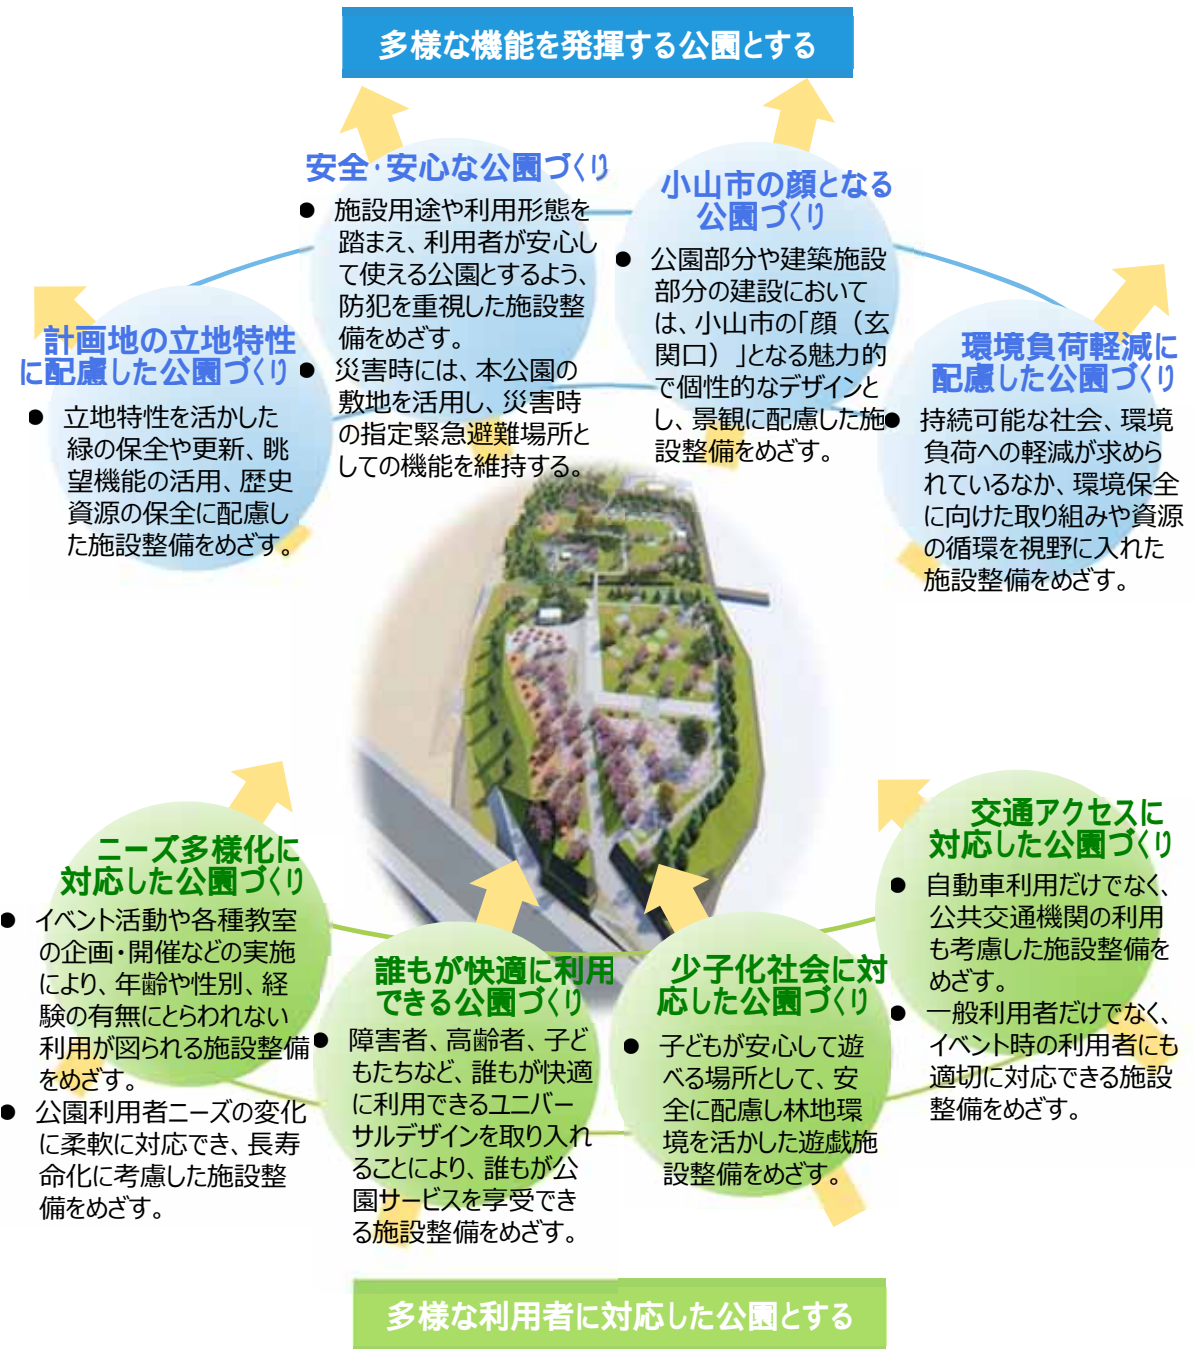 多様な機能を発揮する公園とする
安全・安心な公園づくり
● 施設用途や利用形態を
踏まえ、利用者が安心し
て使える公園とするよう、
防犯を重視した施設整
備をめざす。
● 災害時には、本公園の
敷地を活用し、災害時
の指定緊急避難場所と
しての機能を維持する。
小山市の顔となる
公園づくり
● 公園部分や建築施設
部分の建設において
は、小山市の「顔（玄
関口）」となる魅力的
で個性的なデザインと
し、景観に配慮した施
設整備をめざす。
計画地の立地特性
に配慮した公園づくり
● 立地特性を活かした
緑の保全や更新、眺
望機能の活用、歴史
資源の保全に配慮し
た施設整備をめざす。
環境負荷軽減に
配慮した公園づくり
● 持続可能な社会、環境
負荷への軽減が求めら
れているなか、環境保全
に向けた取り組みや資源
の循環を視野に入れた
施設整備をめざす。
ニーズ多様化に
対応した公園づくり
● イベント活動や各種教室
の企画・開催などの実施
により、年齢や性別、経
験の有無にとらわれない
利用が図られる施設整備
をめざす。
● 公園利用者ニーズの変化
に柔軟に対応でき、長寿
命化に考慮した施設整
備をめざす。
誰もが快適に利用
できる公園づくり
● 障害者、高齢者、子ど
もたちなど、誰もが快適
に利用できるユニバー
サルデザインを取り入れ
ることにより、誰もが公
園サービスを享受でき
る施設整備をめざす。
少子化社会に対
応した公園づくり
● 子どもが安心して遊
べる場所として、安
全に配慮し林地環
境を活かした遊戯施
設整備をめざす。
交通アクセスに
対応した公園づくり
● 自動車利用だけでなく、
公共交通機関の利用
も考慮した施設整備を
めざす。
● 一般利用者だけでなく、
イベント時の利用者にも
適切に対応できる施設
整備をめざす。
多様な利用者に対応した公園とする